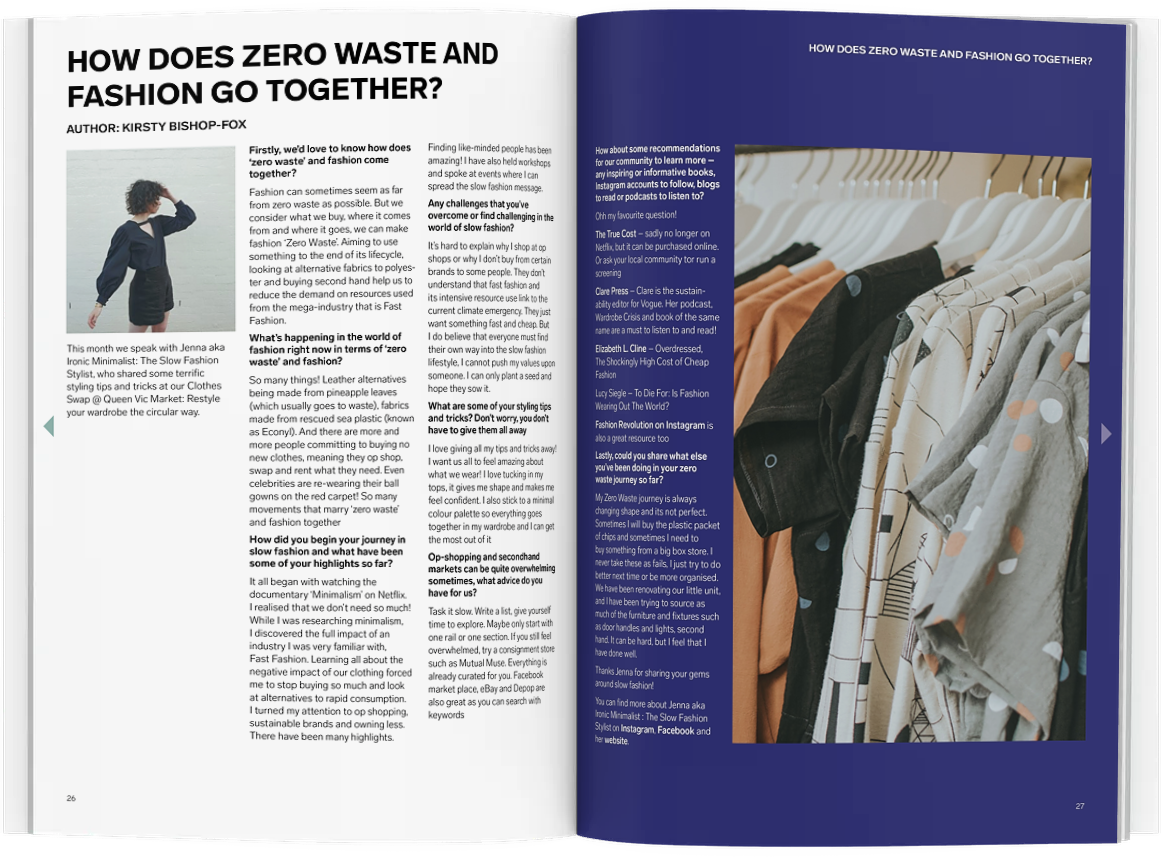 HOW DOES ZERO WASTE AND
FASHION GO TOGETHER?
AUTHOR: KIRSTY BISHOP-FOX
This month we speak with Jenna aka
Ironic Minimalist: The Slow Fashion
Stylist, who shared some terrific
styling tips and tricks at our Clothes
Swap @ Queen Vic Market: Restyle
your wardrobe the circular way.
Firstly, we'd love to know how does
'zero waste' and fashion come
together?
Fashion can sometimes seem as far
from zero waste as possible. But we
consider what we buy, where it comes
from and where it goes, we can make
fashion 'Zero Waste'. Aiming to use
something to the end of its lifecycle,
looking at alternative fabrics to polyes-
ter and buying second hand help us to
reduce the demand on resources used
from the mega-industry that is Fast
Fashion.
What's happening in the world of
fashion right now in terms of 'zero
waste' and fashion?
So many things! Leather alternatives
being made from pineapple leaves
(which usually goes to waste), fabrics
made from rescued sea plastic (known
as Econyl). And there are more and
more people committing to buying no
new clothes, meaning they op shop,
swap and rent what they need. Even
celebrities are re-wearing their ball
gowns on the red carpet! So many
movements that marry 'zero waste'
and fashion together
How did you begin your journey in
slow fashion and what have been
some of your highlights so far?
It all began with watching the
documentary 'Minimalism' on Netflix.
I realised that we don't need so much!
While I was researching minimalism,
I discovered the full impact of an
industry I was very familiar with,
Fast Fashion. Learning all about the
negative impact of our clothing forced
me to stop buying so much and look
at alternatives to rapid consumption.
I turned my attention to op shopping,
sustainable brands and owning less.
There have been many highlights.
Finding like-minded people has been
amazing! I have also held workshops
and spoke at events where I can
spread the slow fashion message.
Any challenges that you've
overcome or find challenging in the
world of slow fashion?
It's hard to explain why I shop at op
shops or why I don't buy from certain
brands to some people. They don't
understand that fast fashion and
its intensive resource use link to the
current climate emergency. They just
want something fast and cheap. But
I do believe that everyone must find
their own way into the slow fashion
lifestyle, I cannot push my values upon
someone. I can only plant a seed and
hope they sow it.
What are some of your styling tips
and tricks? Don't worry, you don't
have to give them all away
I love giving all my tips and tricks away!
I want us all to feel amazing about
what we wear! I love tucking in my
tops, it gives me shape and makes me
feel confident. I also stick to a minimal
colour palette so everything goes
together in my wardrobe and I can get
the most out of it
Op-shopping and secondhand
markets can be quite overwhelming
sometimes, what advice do you
have for us?
Task it slow. Write a list, give yourself
time to explore. Maybe only start with
one rail or one section. If you still feel
overwhelmed, try a consignment store
such as Mutual Muse. Everything is
already curated for you. Facebook
market place, eBay and Depop are
also great as you can search with
keywords
26
HOW DOES ZERO WASTE AND FASHION GO TOGETHER?
How about some recommendations
for our community to learn more –
any inspiring or informative books,
Instagram accounts to follow, blogs
to read or podcasts to listen to?
Ohh my favourite question!
The True Cost – sadly no longer on
Netflix, but it can be purchased online.
Or ask your local community tor run a
screening
Clare Press – Clare is the sustain-
ability editor for Vogue. Her podcast,
Wardrobe Crisis and book of the same
name are a must to listen to and read!
Elizabeth L. Cline – Overdressed,
The Shockingly High Cost of Cheap
Fashion
Lucy Siegle – To Die For: Is Fashion
Wearing Out The World?
Fashion Revolution on Instagram is
also a great resource too
Lastly, could you share what else
you've been doing in your zero
waste journey so far?
My Zero Waste journey is always
changing shape and its not perfect.
Sometimes I will buy the plastic packet
of chips and sometimes I need to
buy something from a big box store. I
never take these as fails, I just try to do
better next time or be more organised.
We have been renovating our little unit,
and I have been trying to source as
much of the furniture and fixtures such
as door handles and lights, second
hand. It can be hard, but I feel that I
have done well.
Thanks Jenna for sharing your gems
around slow fashion!
You can find more about Jenna aka
Ironic Minimalist : The Slow Fashion
Stylist on Instagram, Facebook and
her website.
27